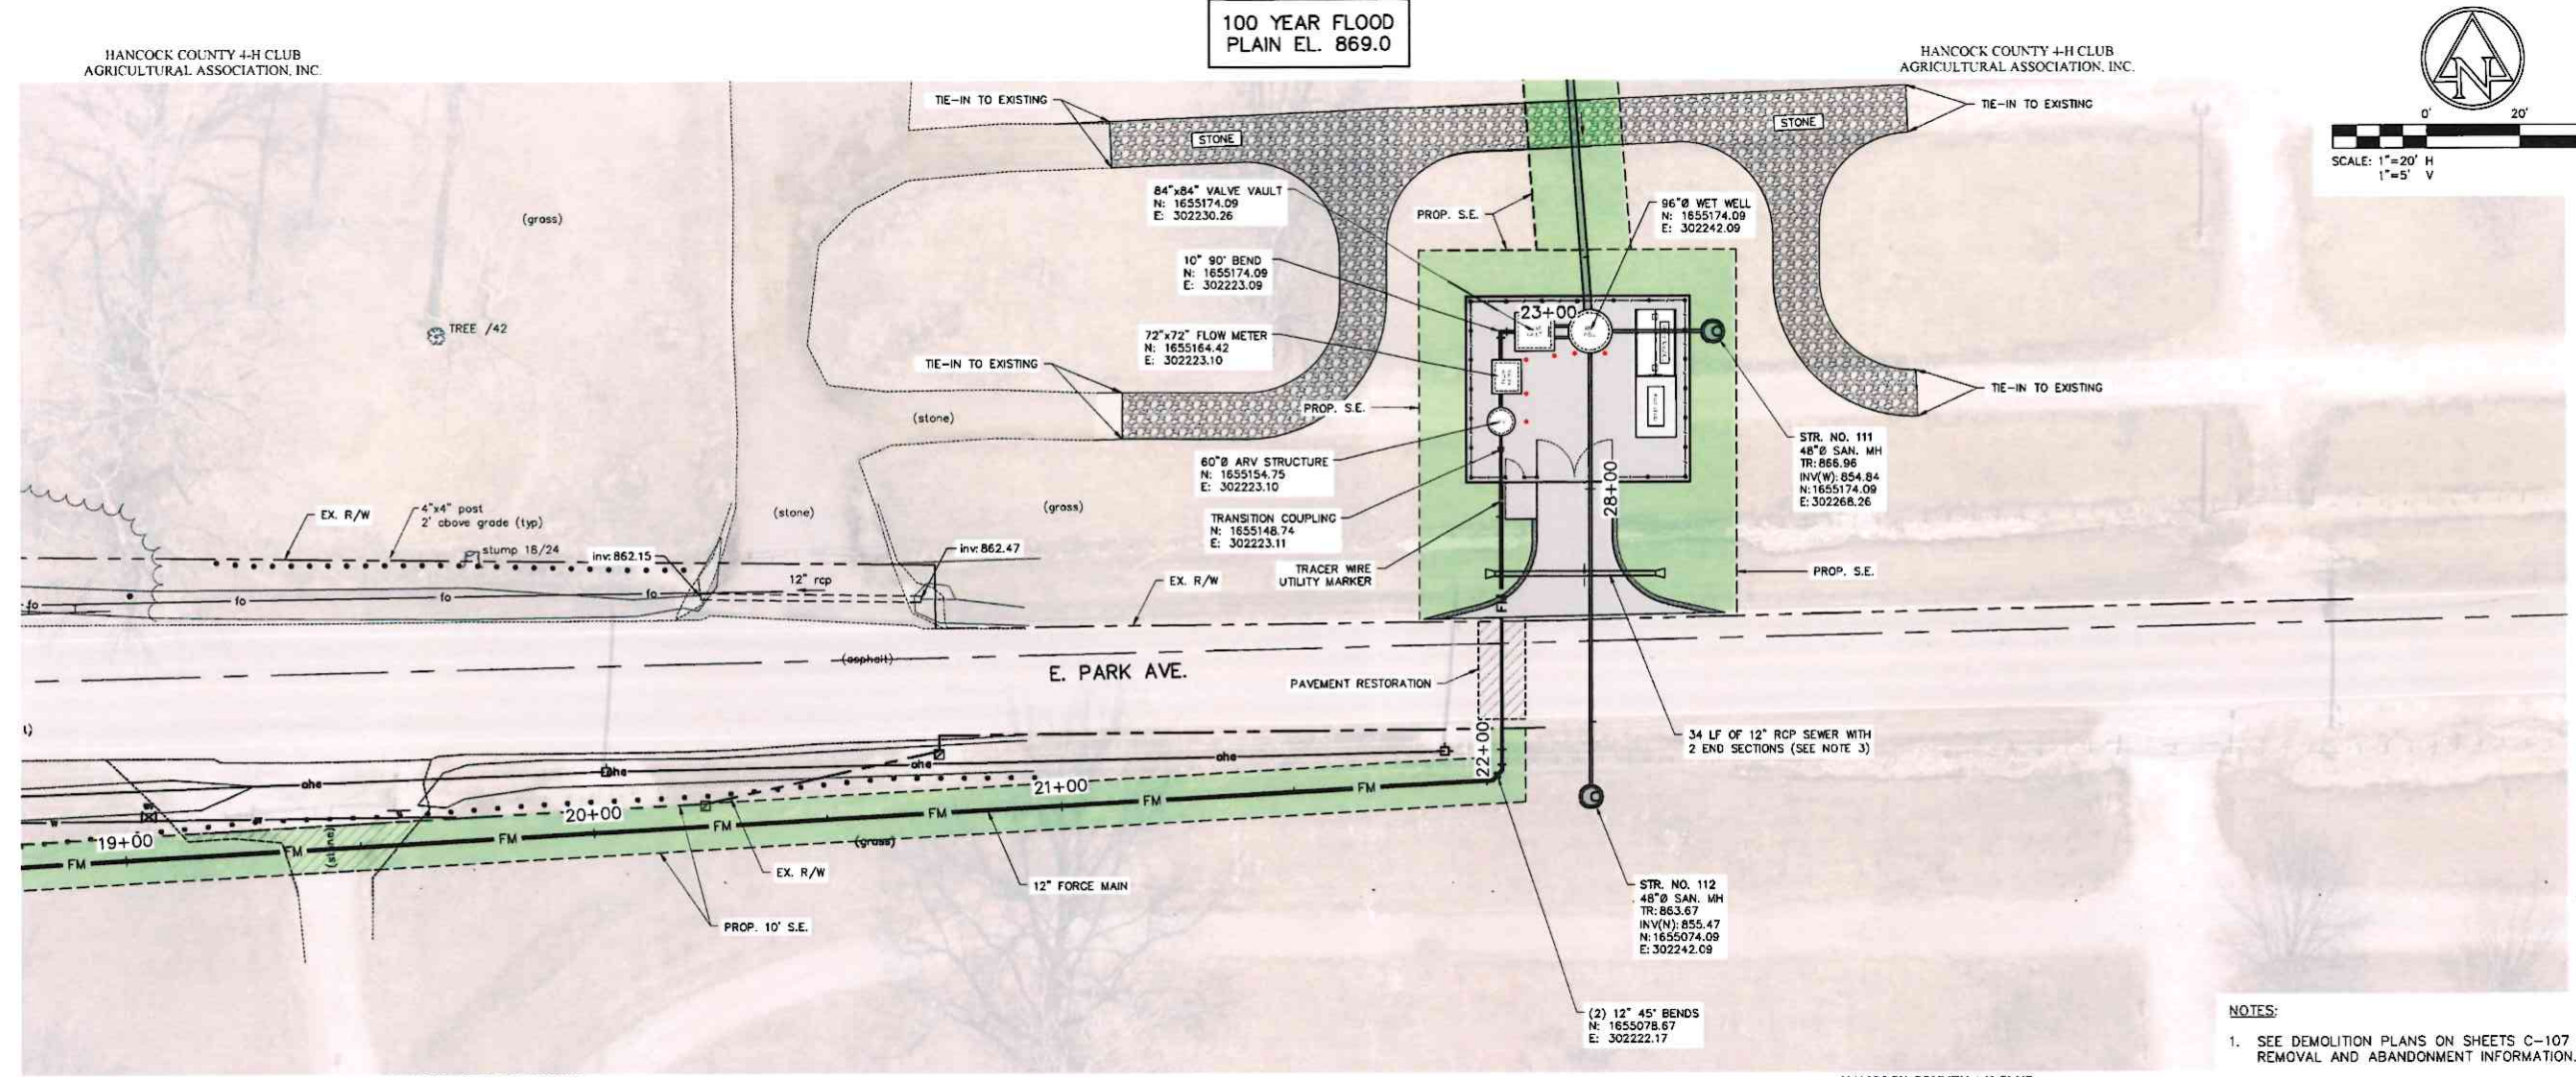 100 YEAR FLOOD
PLAIN EL. 869.0
HANCOCK COUNTY 4-H CLUB
AGRICULTURAL ASSOCIATION, INC.
HANCOCK COUNTY 4-H CLUB
AGRICULTURAL ASSOCIATION, INC.
N
0' 20'
SCALE: 1"=20' H
1"=5' V
TIE-IN TO EXISTING
STONE
STONE
TIE-IN TO EXISTING
84"x84" VALVE VAULT
N: 1655174.09
E: 302230.26
96"Ø WET WELL
N: 1655174.09
E: 302242.09
PROP. S.E.
(grass)
10" 90° BEND
N: 1655174.09
E: 302223.09
23+00
TREE /42
72"x72" FLOW METER
N: 1655164.42
E: 302223.10
TIE-IN TO EXISTING
TIE-IN TO EXISTING
PROP. S.E.
(stone)
60"Ø ARV STRUCTURE
N: 1655154.75
E: 302223.10
STR. NO. 111
48"Ø SAN. MH
TR: 866.96
INV(W): 854.84
N: 1655174.09
E: 302268.26
28+00
EX. R/W
4"x4" post
2' above grade (typ)
(stone)
(grass)
TRANSITION COUPLING
N: 1655148.74
E: 302223.11
stump 18/24
inv: 862.15
inv: 862.47
12" rcp
TRACER WIRE
UTILITY MARKER
EX. R/W
PROP. S.E.
fo fo fo fo
FM
EX. R/W
(asphalt)
E. PARK AVE.
PAVEMENT RESTORATION
34 LF OF 12" RCP SEWER WITH
2 END SECTIONS (SEE NOTE 3)
22+00
ohe ohe ohe ohe
21+00
20+00
19+00
w
FM FM FM FM FM FM FM
(stone)
(grass)
EX. R/W
12" FORCE MAIN
PROP. 10' S.E.
STR. NO. 112
48"Ø SAN. MH
TR: 863.67
INV(N): 855.47
N: 1655074.09
E: 302242.09
(2) 12" 45° BENDS
N: 1655078.67
E: 302222.17
NOTES:
1. SEE DEMOLITION PLANS ON SHEETS C-107
REMOVAL AND ABANDONMENT INFORMATION.